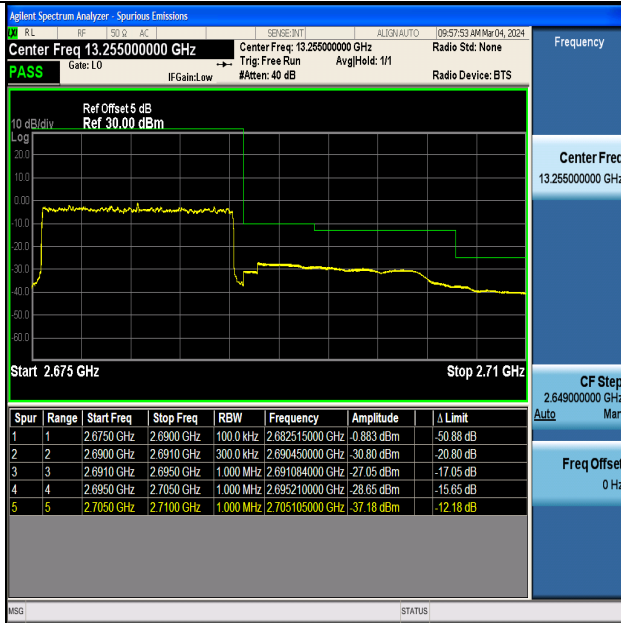 Agilent Spectrum Analyzer - Spurious Emissions
RL RF 50 Ω AC SENSE:INT ALIGN AUTO 09:57:53 AM Mar 04, 2024
Center Freq 13.255000000 GHz
Center Freq: 13.255000000 GHz
Radio Std: None
PASS
Gate: LO
IFGain:Low
Trig: Free Run
Avg|Hold: 1/1
#Atten: 40 dB
Radio Device: BTS
Ref Offset 5 dB
10 dB/div Ref 30.00 dBm
Log
20.0
10.0
0.00
-10.0
-20.0
-30.0
-40.0
-50.0
-60.0
Start 2.675 GHz Stop 2.71 GHz
Spur Range Start Freq Stop Freq RBW Frequency Amplitude Δ Limit
1 1 2.6750 GHz 2.6900 GHz 100.0 kHz 2.682515000 GHz -0.883 dBm -50.88 dB
2 2 2.6900 GHz 2.6910 GHz 300.0 kHz 2.690450000 GHz -30.80 dBm -20.80 dB
3 3 2.6910 GHz 2.6950 GHz 1.000 MHz 2.691084000 GHz -27.05 dBm -17.05 dB
4 4 2.6950 GHz 2.7050 GHz 1.000 MHz 2.695210000 GHz -28.65 dBm -15.65 dB
5 5 2.7050 GHz 2.7100 GHz 1.000 MHz 2.705105000 GHz -37.18 dBm -12.18 dB
MSG STATUS
Frequency
Center Freq
13.255000000 GHz
CF Step
2.649000000 GHz
Auto Man
Freq Offset
0 Hz